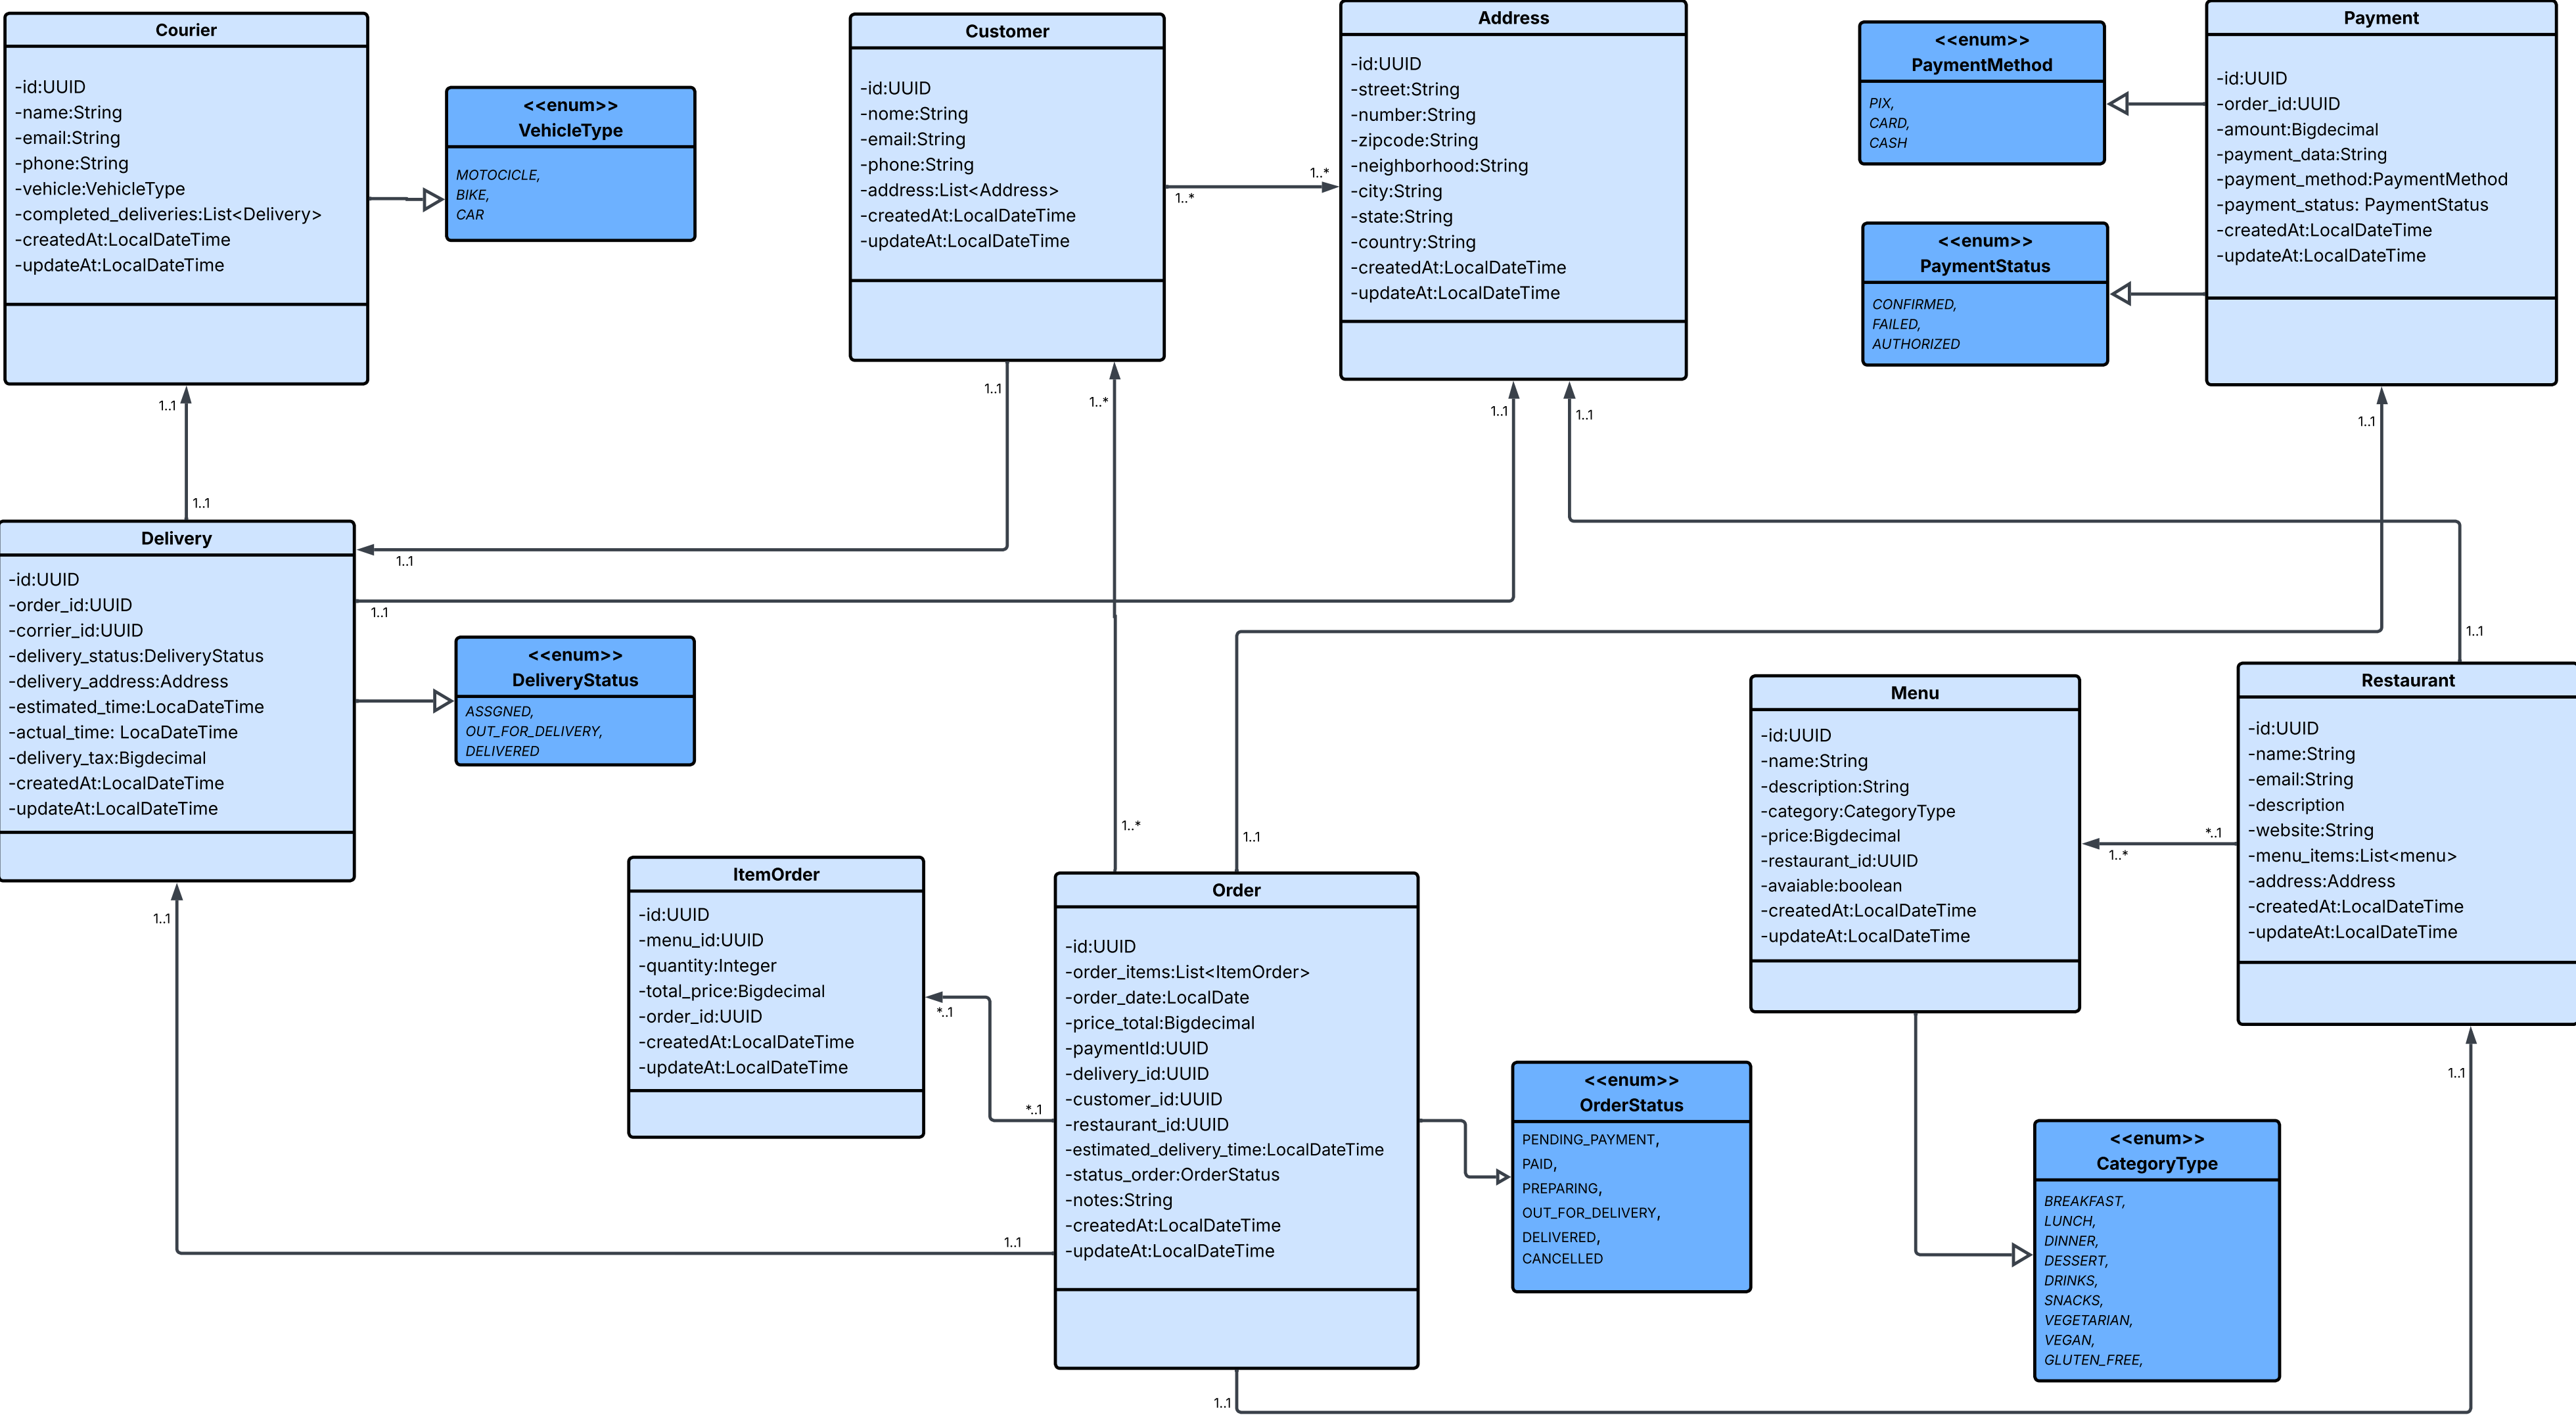 Courier
-id:UUID
-name:String
-email:String
-phone:String
-vehicle:VehicleType
-completed_deliveries:List<Delivery>
-createdAt:LocalDateTime
-updateAt:LocalDateTime
<<enum>>
VehicleType
MOTOCICLE,
BIKE,
CAR
Customer
-id:UUID
-nome:String
-email:String
-phone:String
-address:List<Address>
-createdAt:LocalDateTime
-updateAt:LocalDateTime
1..*
1..*
Address
-id:UUID
-street:String
-number:String
-zipcode:String
-neighborhood:String
-city:String
-state:String
-country:String
-createdAt:LocalDateTime
-updateAt:LocalDateTime
<<enum>>
PaymentMethod
PIX,
CARD,
CASH
<<enum>>
PaymentStatus
CONFIRMED,
FAILED,
AUTHORIZED
Payment
-id:UUID
-order_id:UUID
-amount:Bigdecimal
-payment_data:String
-payment_method:PaymentMethod
-payment_status: PaymentStatus
-createdAt:LocalDateTime
-updateAt:LocalDateTime
1..1
1..1
1..*
1..1
1..1
1..1
1..1
1..1
1..1
1..1
Delivery
-id:UUID
-order_id:UUID
-corrier_id:UUID
-delivery_status:DeliveryStatus
-delivery_address:Address
-estimated_time:LocaDateTime
-actual_time: LocaDateTime
-delivery_tax:Bigdecimal
-createdAt:LocalDateTime
-updateAt:LocalDateTime
<<enum>>
DeliveryStatus
ASSGNED,
OUT_FOR_DELIVERY,
DELIVERED
1..*
1..1
Menu
-id:UUID
-name:String
-description:String
-category:CategoryType
-price:Bigdecimal
-restaurant_id:UUID
-avaiable:boolean
-createdAt:LocalDateTime
-updateAt:LocalDateTime
*..1
1..*
Restaurant
-id:UUID
-name:String
-email:String
-description
-website:String
-menu_items:List<menu>
-address:Address
-createdAt:LocalDateTime
-updateAt:LocalDateTime
1..1
ItemOrder
-id:UUID
-menu_id:UUID
-quantity:Integer
-total_price:Bigdecimal
-order_id:UUID
-createdAt:LocalDateTime
-updateAt:LocalDateTime
*..1
*..1
Order
-id:UUID
-order_items:List<ItemOrder>
-order_date:LocalDate
-price_total:Bigdecimal
-paymentId:UUID
-delivery_id:UUID
-customer_id:UUID
-restaurant_id:UUID
-estimated_delivery_time:LocalDateTime
-status_order:OrderStatus
-notes:String
-createdAt:LocalDateTime
-updateAt:LocalDateTime
1..1
<<enum>>
OrderStatus
PENDING_PAYMENT,
PAID,
PREPARING,
OUT_FOR_DELIVERY,
DELIVERED,
CANCELLED
1..1
<<enum>>
CategoryType
BREAKFAST,
LUNCH,
DINNER,
DESSERT,
DRINKS,
SNACKS,
VEGETARIAN,
VEGAN,
GLUTEN_FREE,
1..1